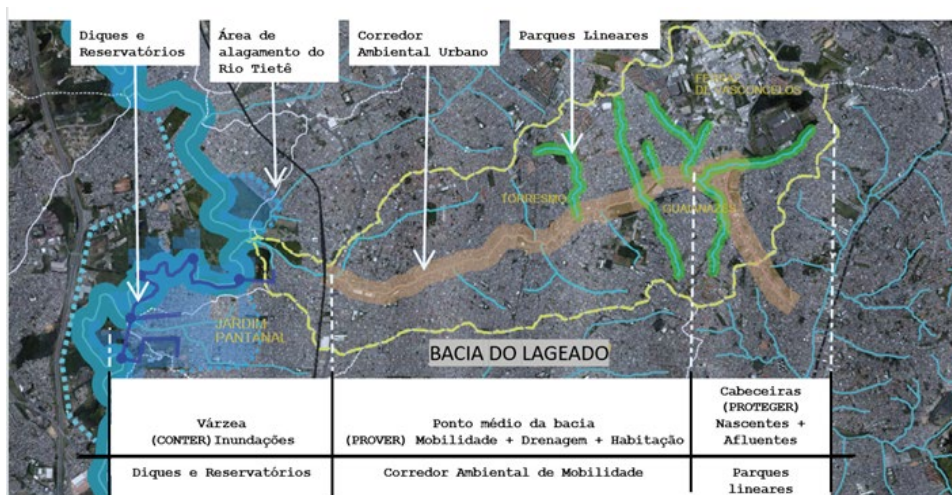 Diques e
Reservatórios
Área de
alagamento do
Rio Tietê
Corredor
Ambiental Urbano
Parques Lineares
DE VASCONCELOS
TORRESMO
GUAIANAZES
JARDIM
PANTANAL
BACIA DO LAGEADO
Várzea
(CONTER) Inundações
Ponto médio da bacia
(PROVER) Mobilidade + Drenagem + Habitação
Cabeceiras
(PROTEGER)
Nascentes +
Afluentes
Diques e Reservatórios
Corredor Ambiental de Mobilidade
Parques
lineares